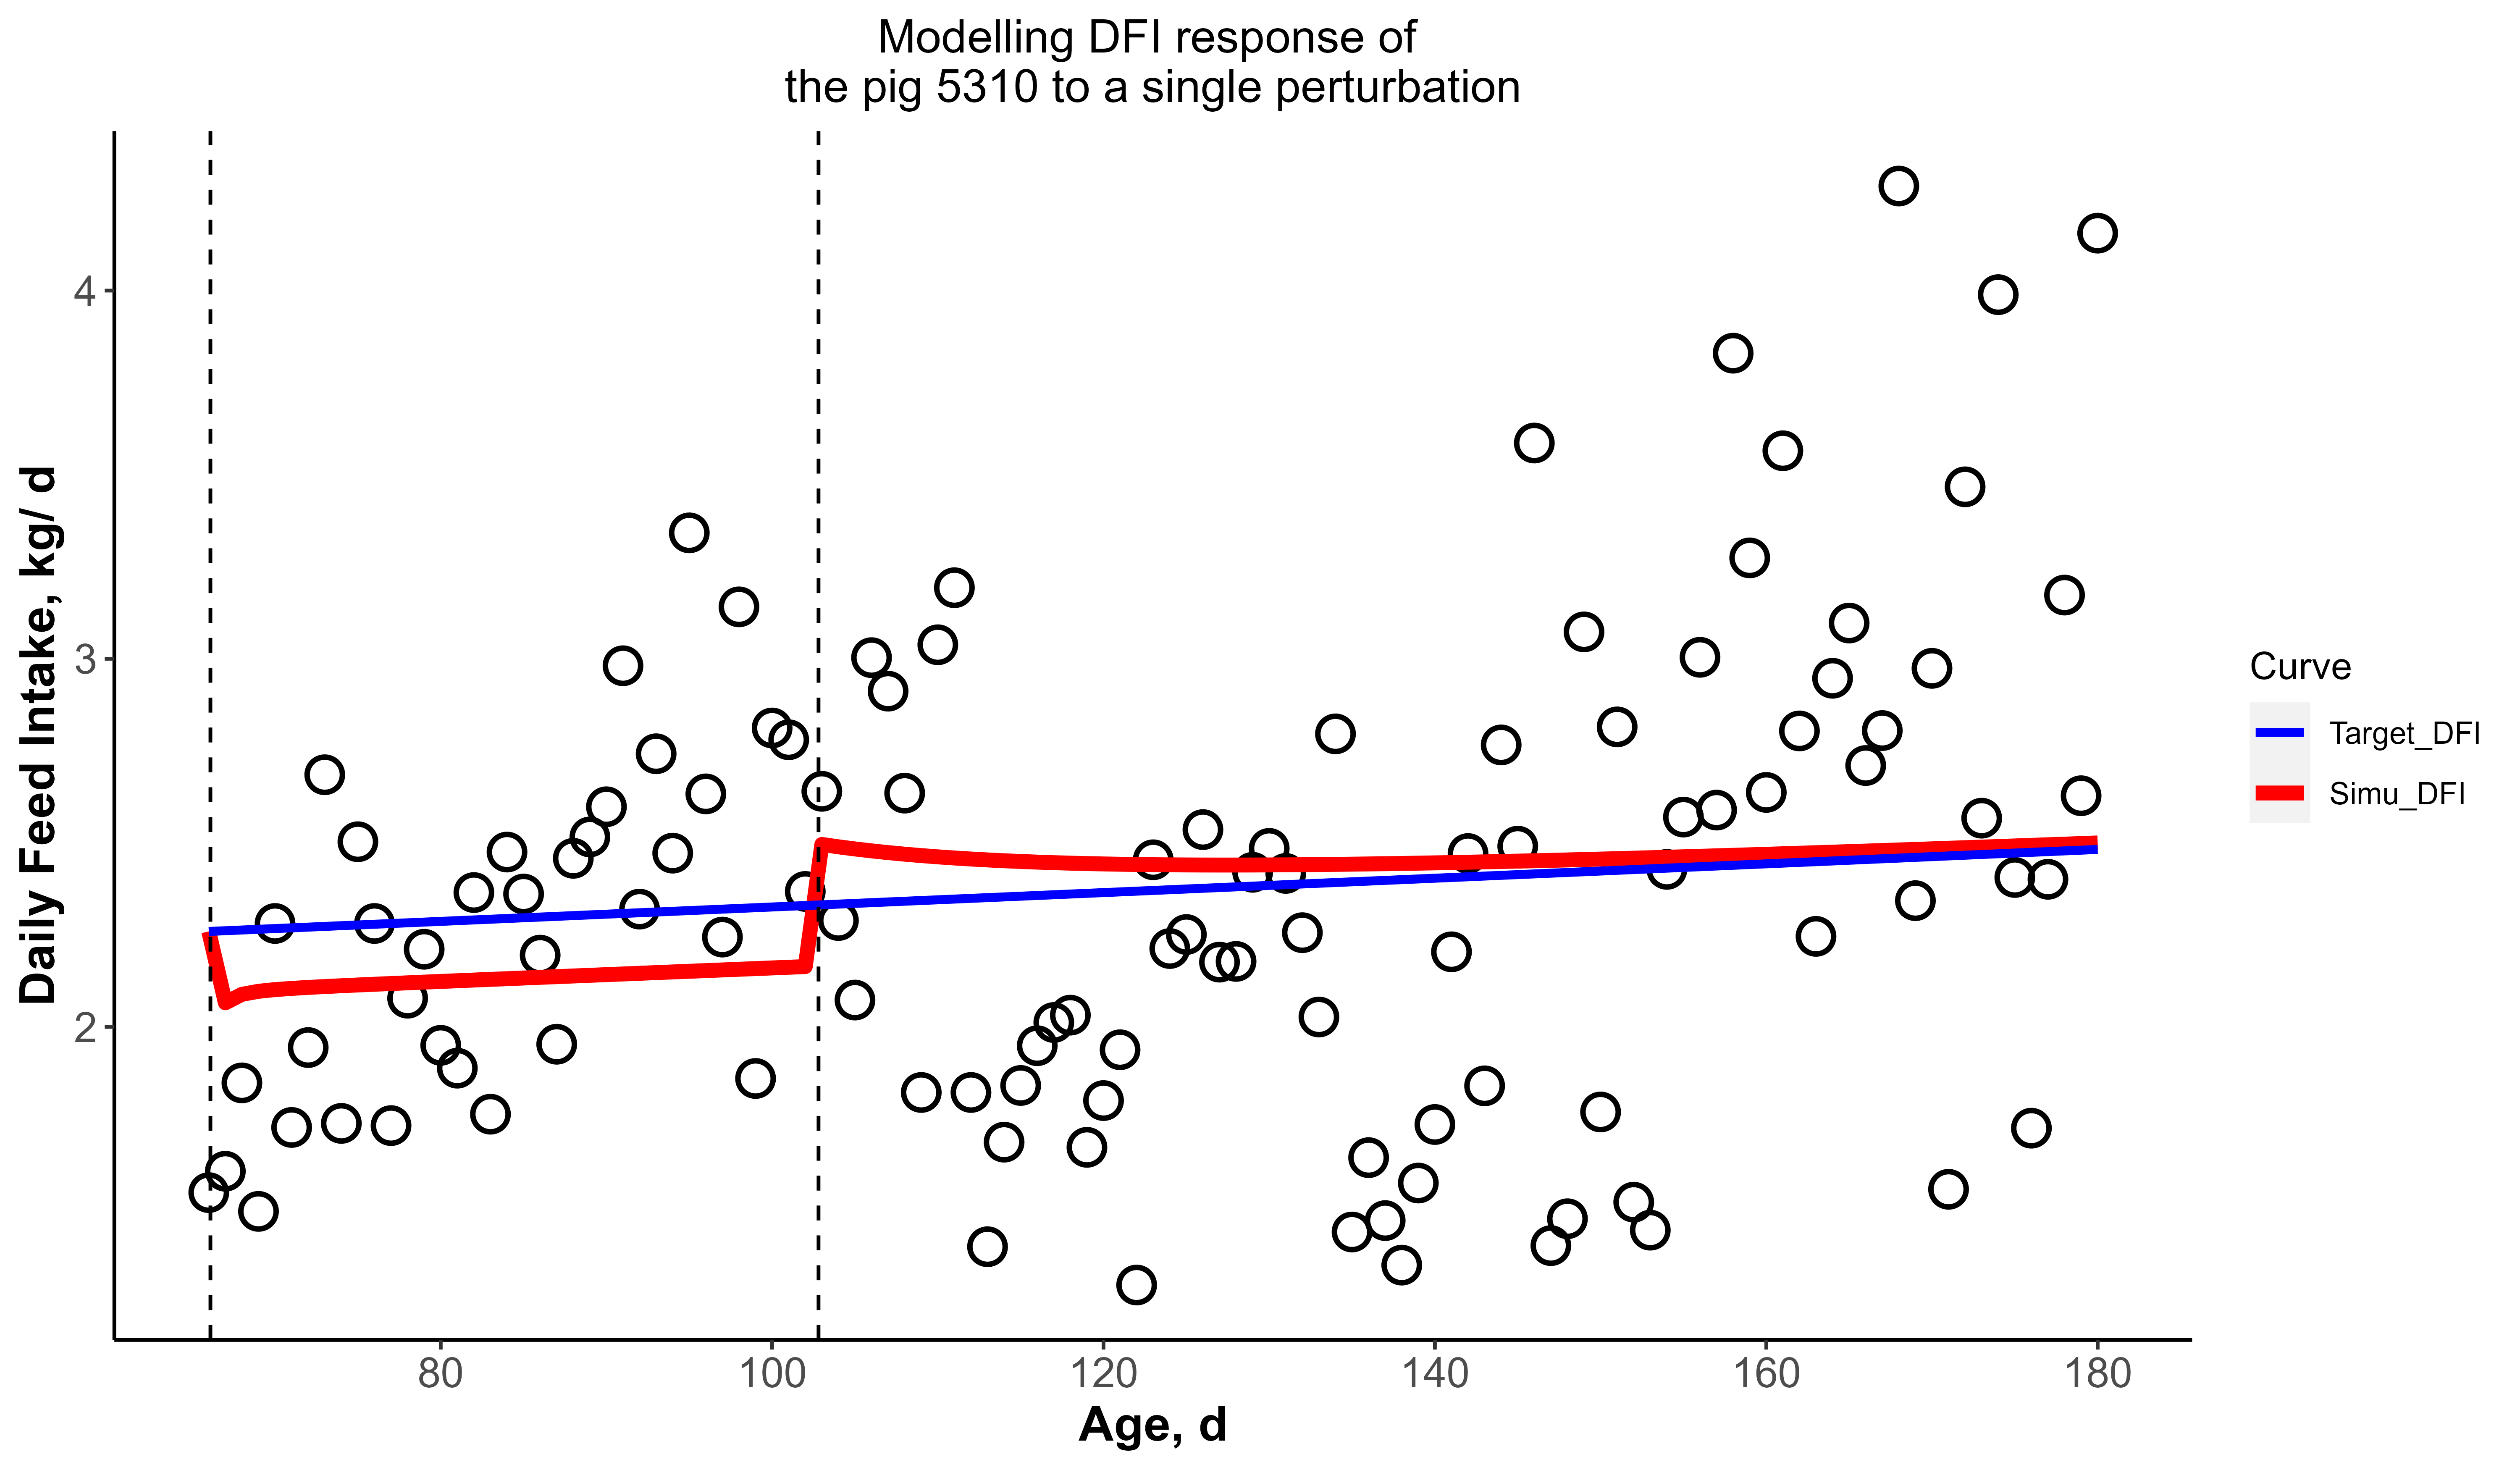 Modelling DFI response of
the pig 5310 to a single perturbation
Daily Feed Intake, kg/ d
4
3
2
80
100
120
140
160
180
Age, d
Curve
Target_DFI
Simu_DFI